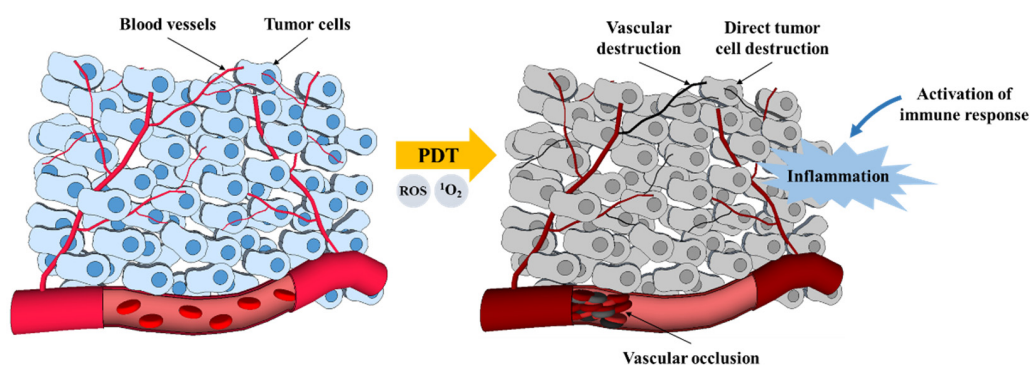 Blood vessels
Tumor cells
PDT
ROS
¹O₂
Vascular
destruction
Direct tumor
cell destruction
Activation of
immune response
Inflammation
Vascular occlusion